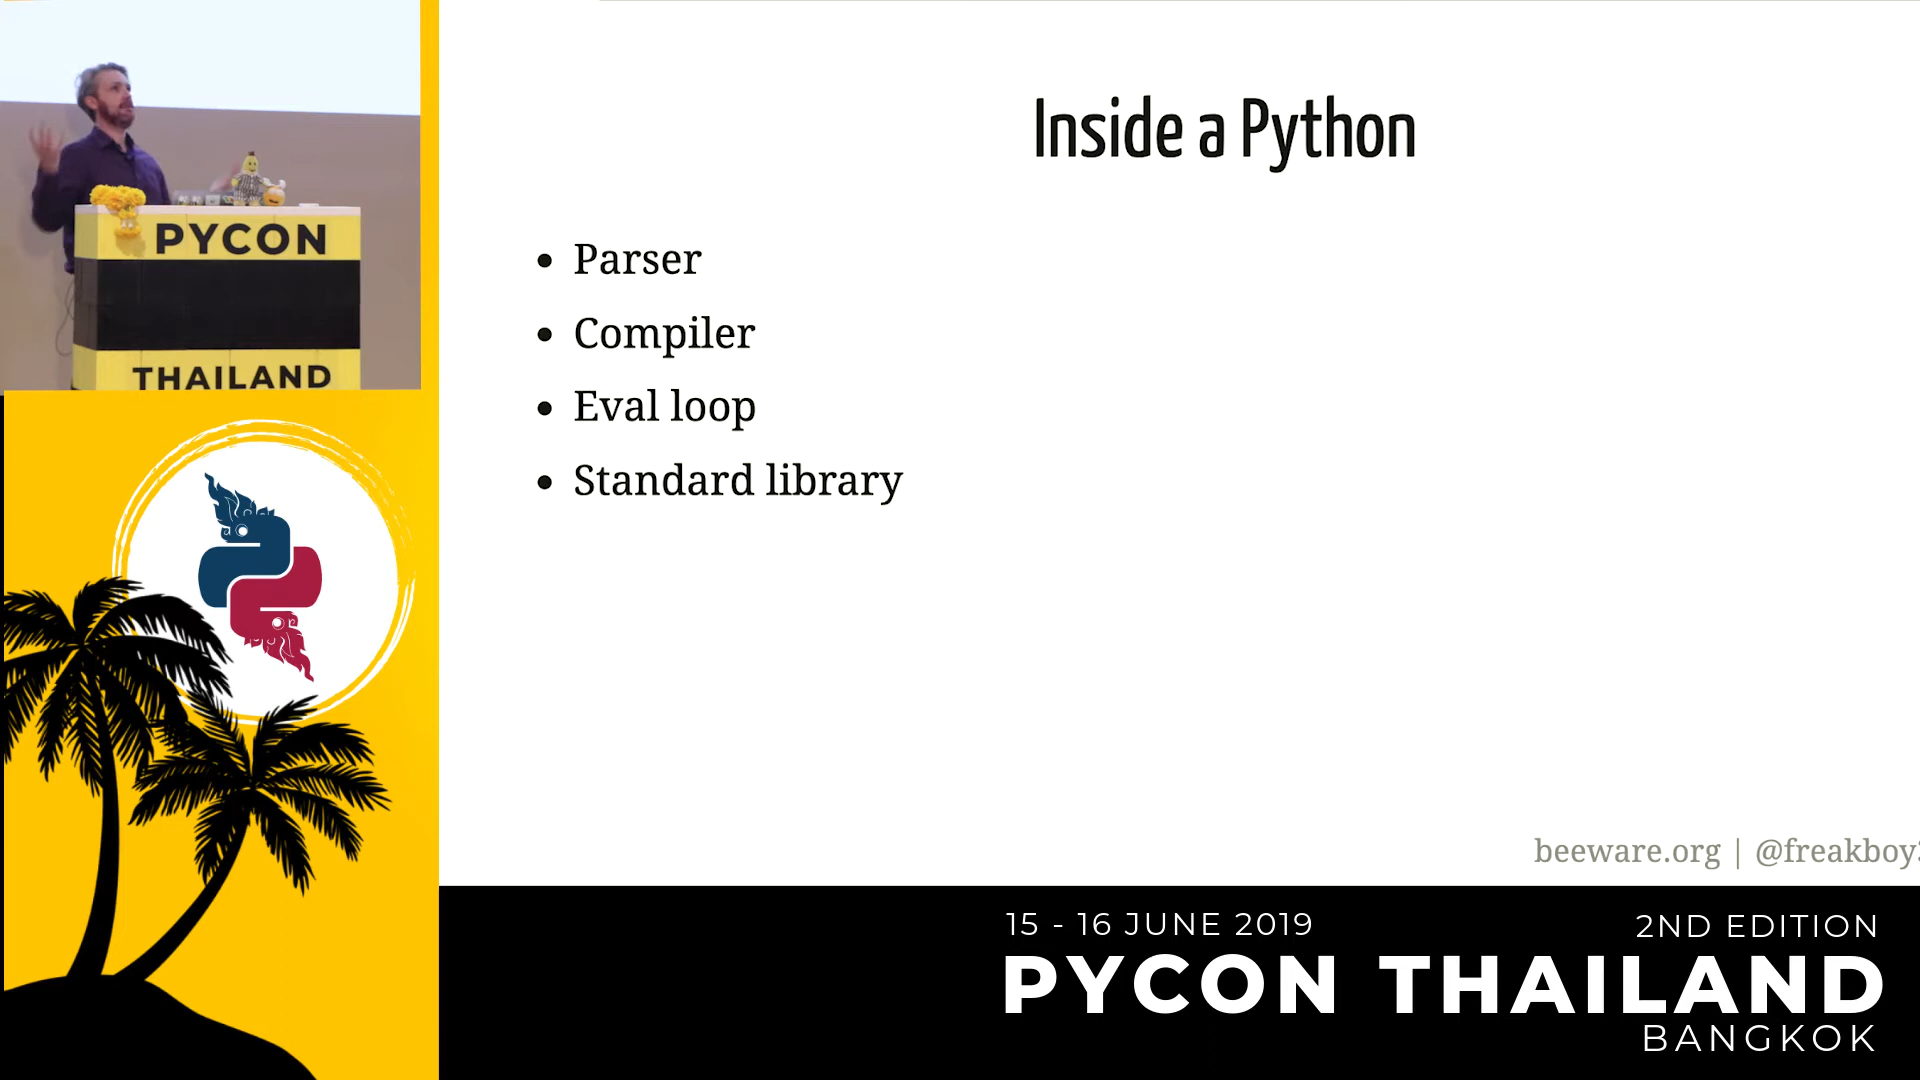 PYCON
THAILAND
Inside a Python
Parser
Compiler
Eval loop
Standard library
beeware.org | @freakboy
15 - 16 JUNE 2019
2ND EDITION
PYCON THAILAND
BANGKOK